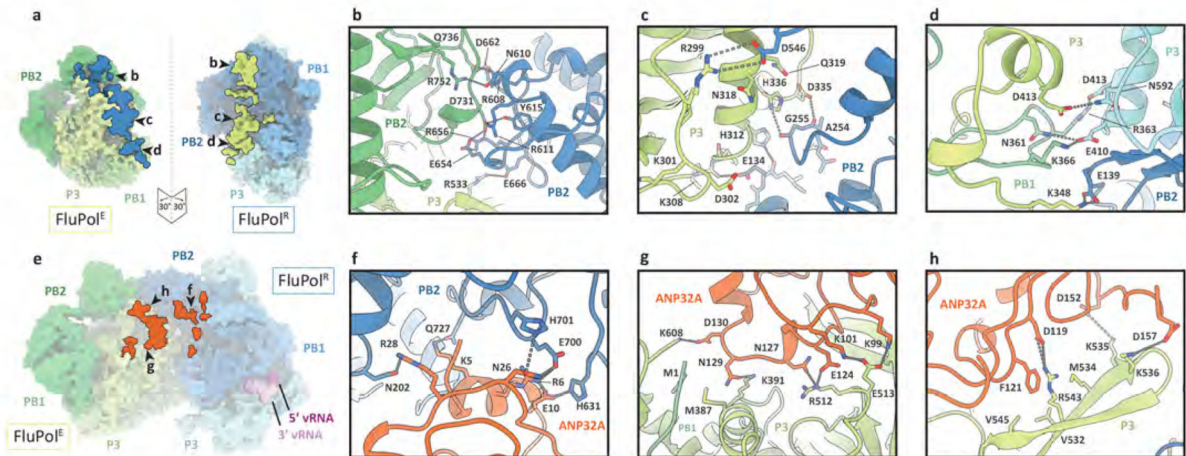 a
PB2
b
c
d
P3
PB1
FluPol^E
30° 30°
b
c
PB2
d
PB1
P3
FluPol^R
b
Q736
D662
N610
R752
D731
R608
Y615
PB2
R656
R611
E654
R533
E666
PB2
P3
c
R299
D546
Q319
H336
N318
D335
P3
G255
H312
A254
K301
E134
PB2
K308
D302
d
P3
P3
D413
D413
N592
N361
R363
K366
E410
PB1
E139
K348
PB2
e
PB2
FluPol^R
PB2
h
f
PB1
g
PB1
5' vRNA
3' vRNA
FluPol^E
P3
P3
f
PB2
Q727
H701
R28
E700
K5
N26
R6
N202
E10
H631
ANP32A
g
ANP32A
D130
K608
K101
K99
N127
N129
E124
M1
K391
R512
E513
M387
PB1
P3
h
D152
ANP32A
D119
D157
K535
K536
F121
M534
R543
V545
P3
V532